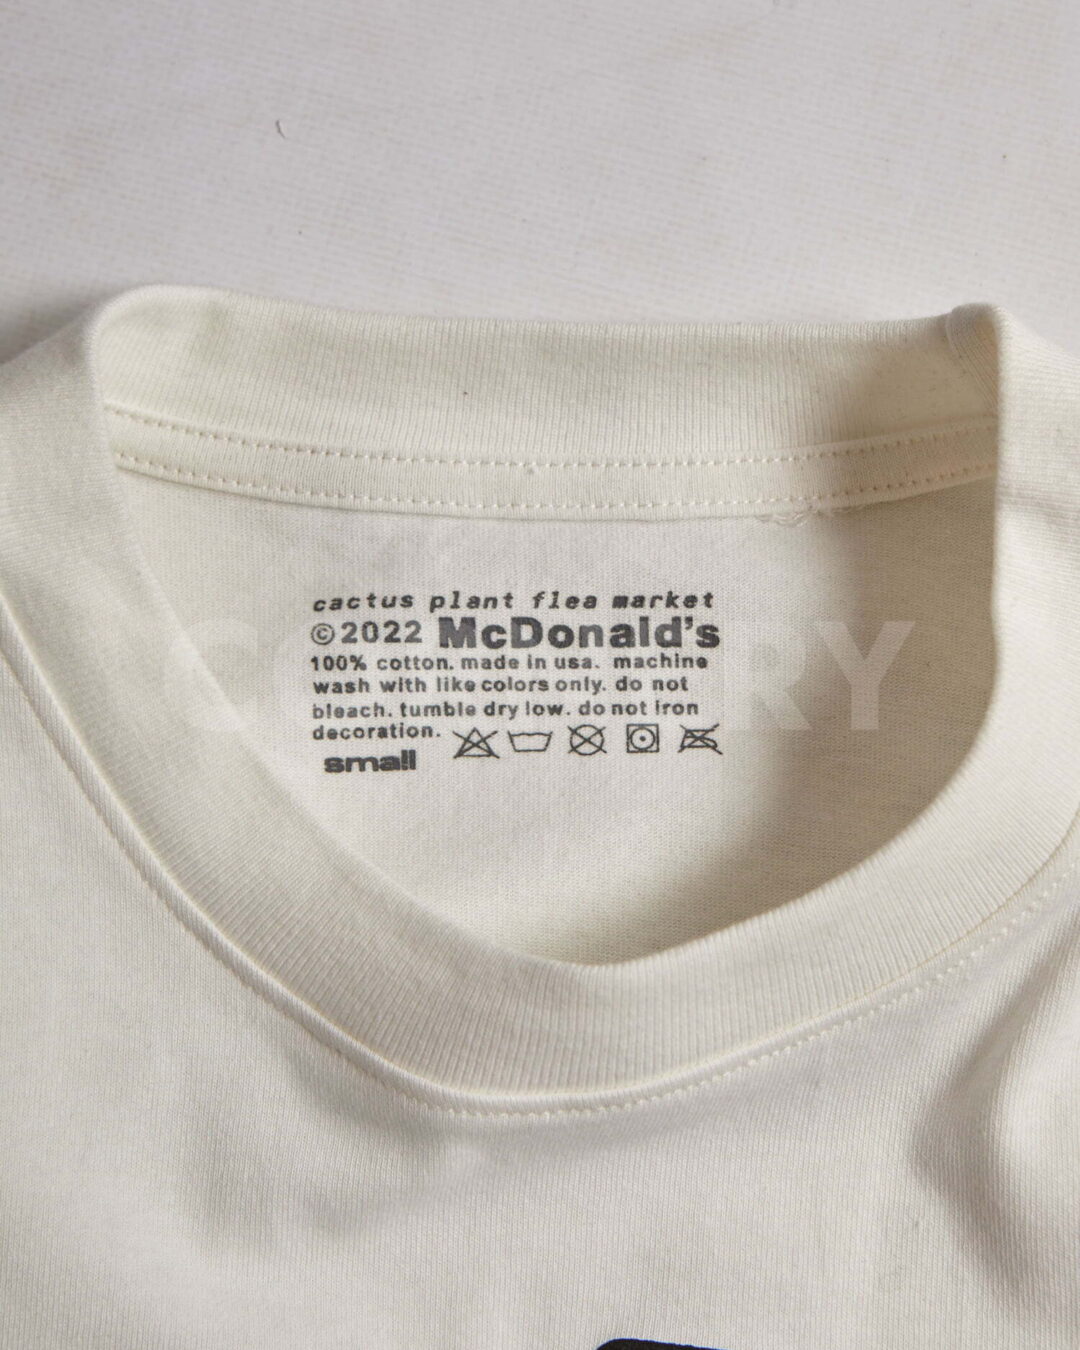 cactus plant flea market
©2022 McDonald's
100% cotton. made in usa. machine
wash with like colors only. do not
bleach. tumble dry low. do not iron
decoration.
small